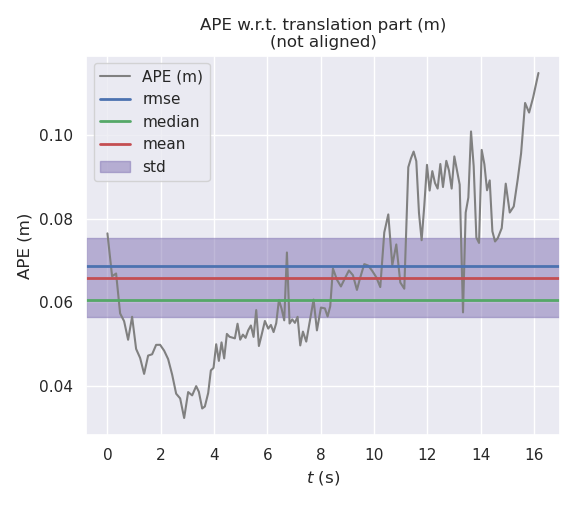 APE w.r.t. translation part (m)
(not aligned)
APE (m)
rmse
median
mean
std
0.10
0.08
0.06
0.04
APE (m)
0 2 4 6 8 10 12 14 16
t (s)